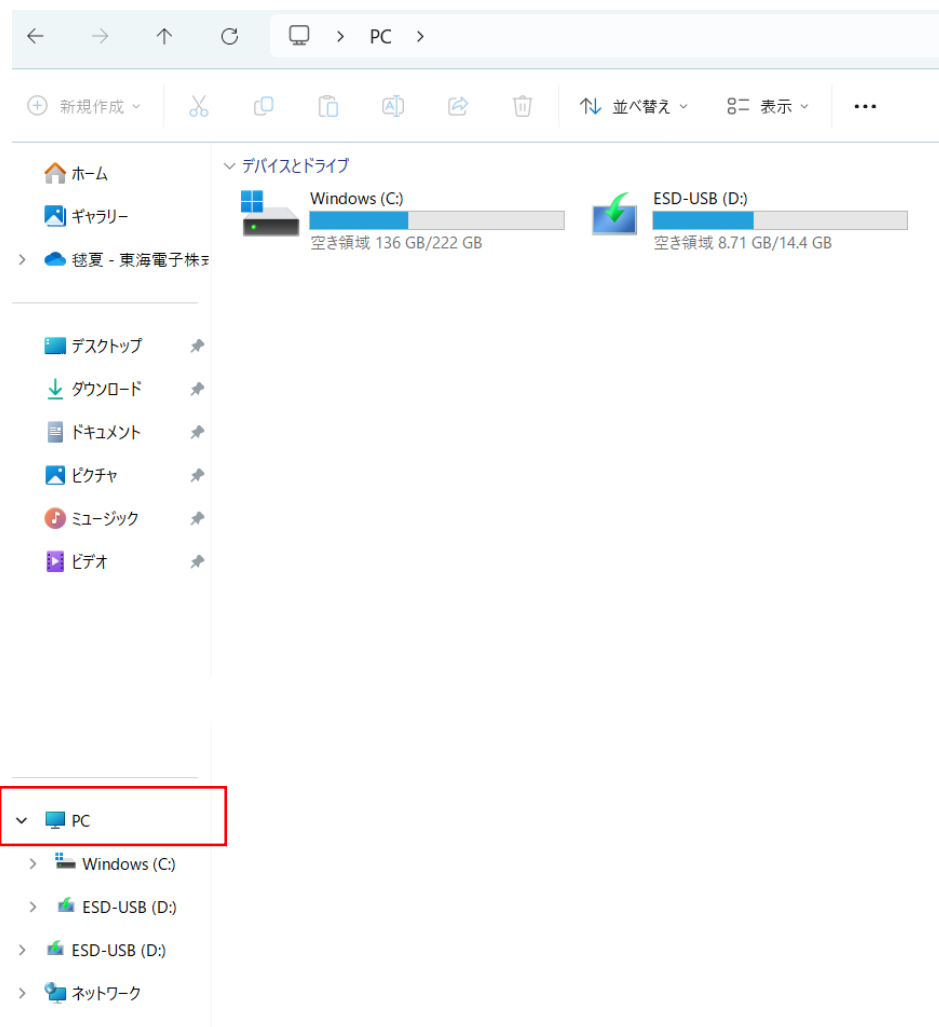 PC
新規作成
並べ替え
表示
ホーム
ギャラリー
毬夏 - 東海電子株式
デスクトップ
ダウンロード
ドキュメント
ピクチャ
ミュージック
ビデオ
デバイスとドライブ
Windows (C:)
空き領域 136 GB/222 GB
ESD-USB (D:)
空き領域 8.71 GB/14.4 GB
PC
Windows (C:)
ESD-USB (D:)
ESD-USB (D:)
ネットワーク